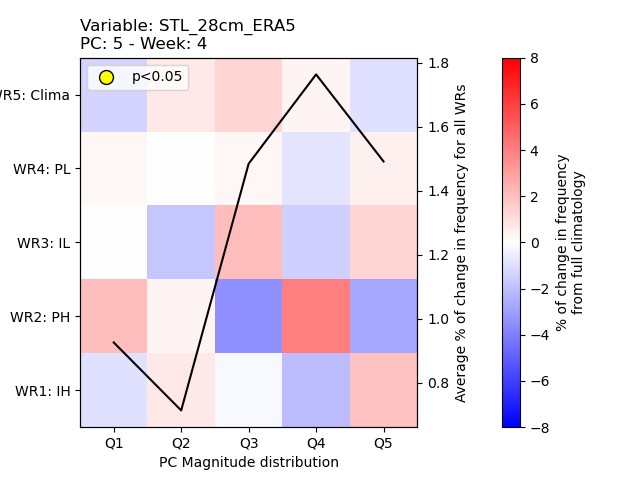 Variable: STL_28cm_ERA5
PC: 5 - Week: 4
p<0.05
WR5: Clima
WR4: PL
WR3: IL
WR2: PH
WR1: IH
Q1 Q2 Q3 Q4 Q5
PC Magnitude distribution
1.8
1.6
1.4
1.2
1.0
0.8
Average % of change in frequency for all WRs
8
6
4
2
0
−2
−4
−6
−8
% of change in frequency
from full climatology